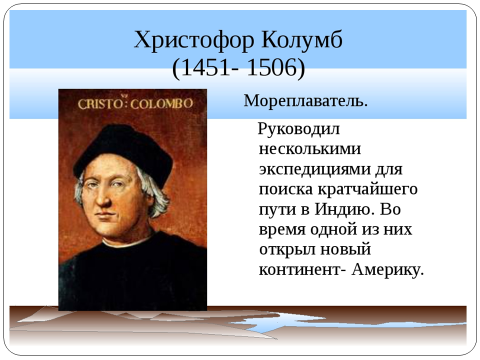 Христофор Колумб
(1451- 1506)
CRISTO: COLOMBO
Мореплаватель.
Руководил
несколькими
экспедициями для
поиска кратчайшего
пути в Индию. Во
время одной из них
открыл новый
континент- Америку.